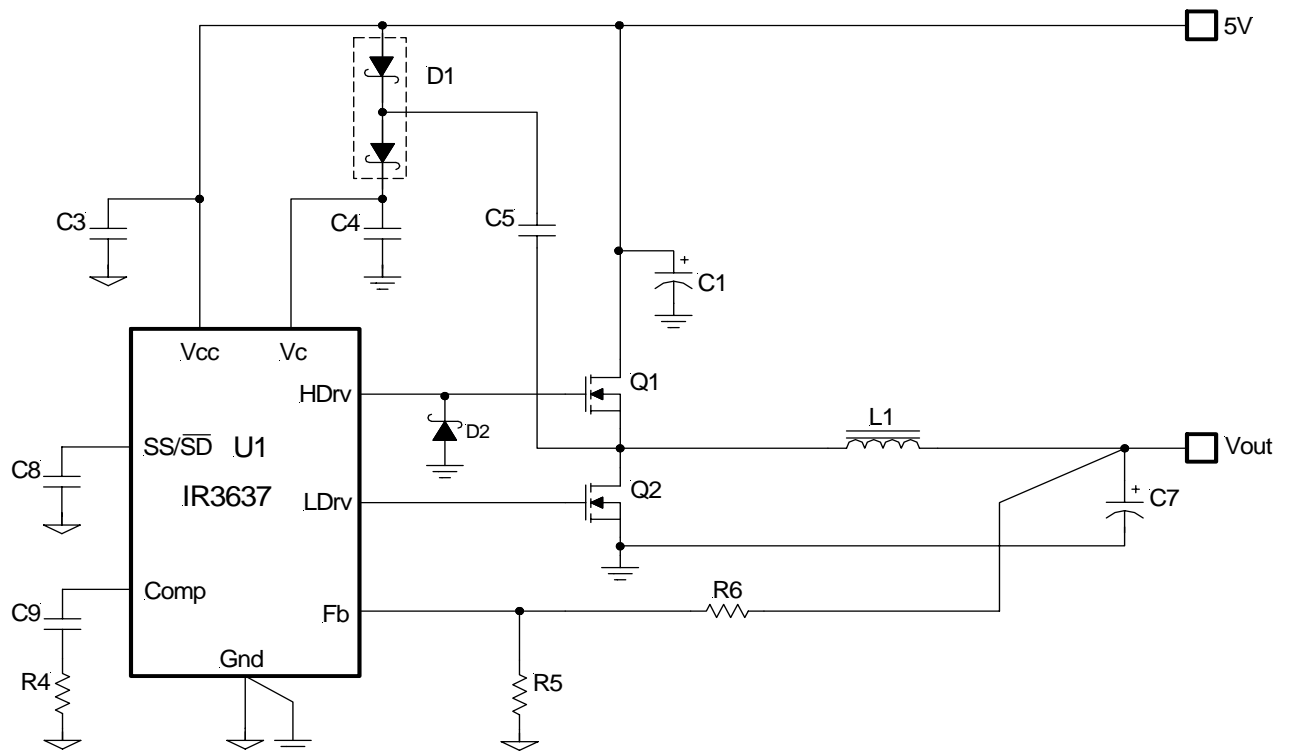 5V
D1
C3
C4
C5
+
C1
Vcc
Vc
HDrv
Q1
D2
L1
SS/SD
U1
C8
IR3637
LDrv
Q2
Vout
+
C7
Comp
C9
Fb
R6
Gnd
R4
R5